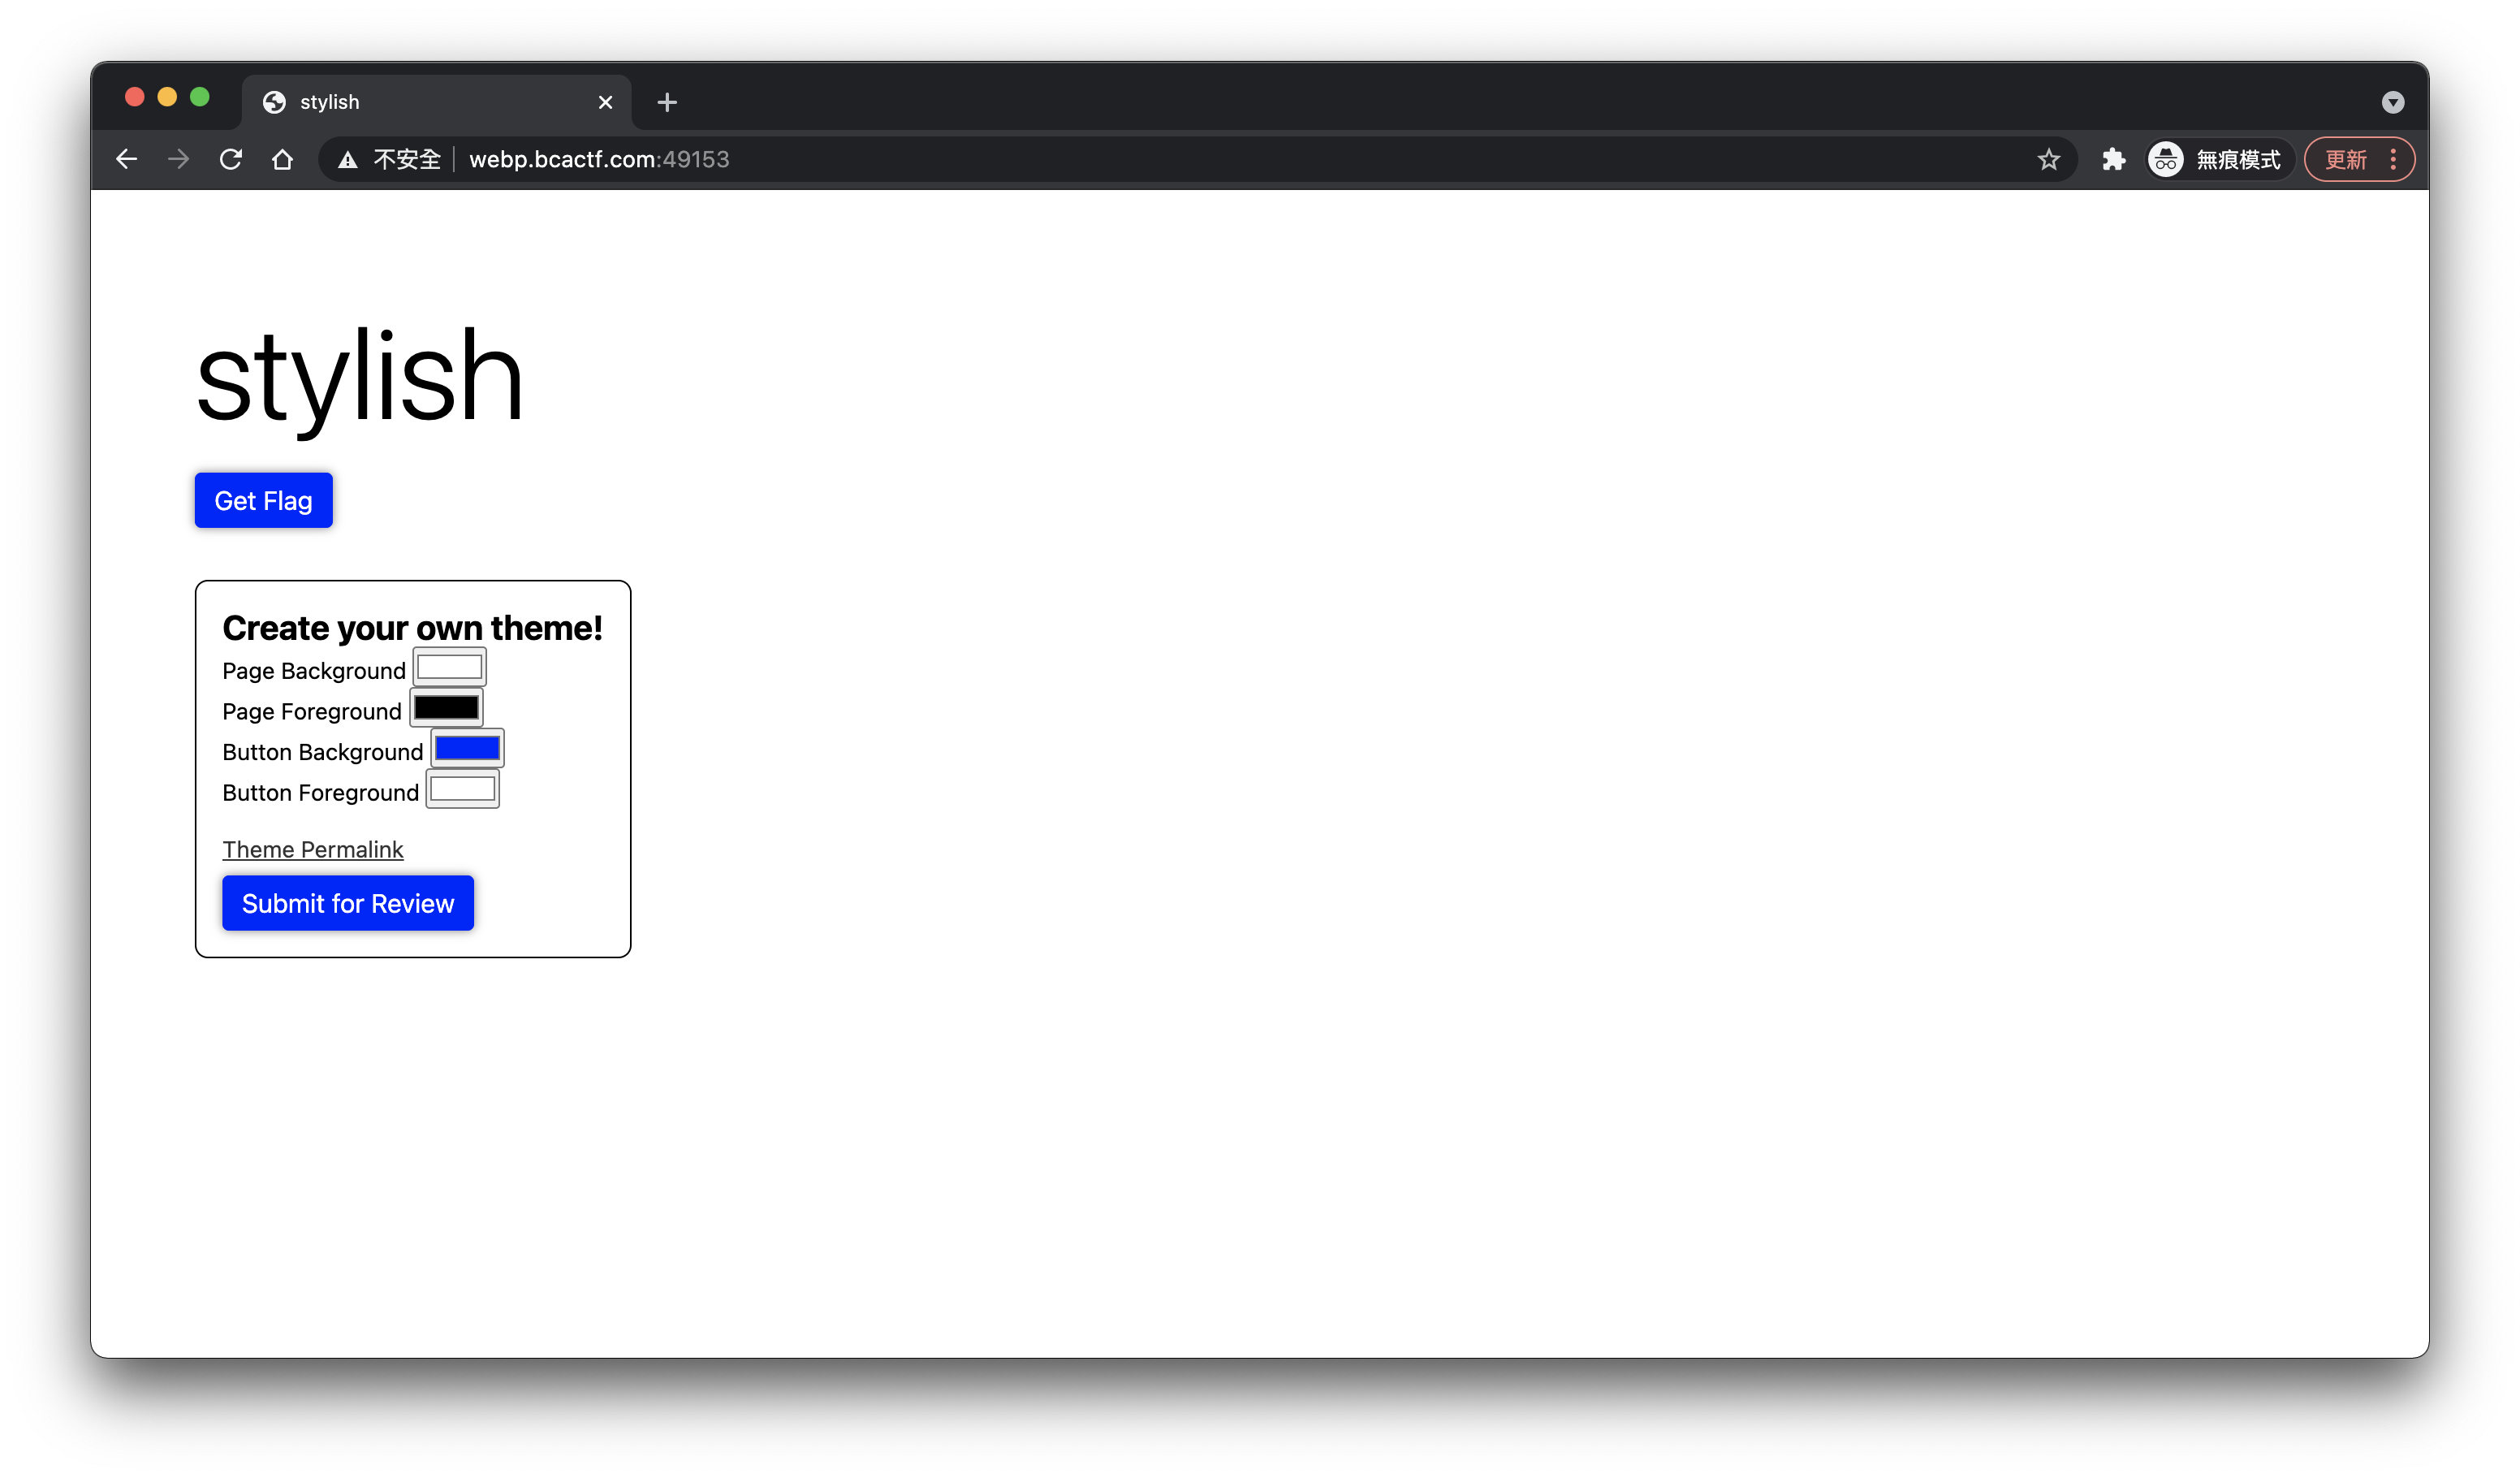 stylish
不安全 webp.bcactf.com:49153 無痕模式 更新
stylish
Get Flag
Create your own theme!
Page Background
Page Foreground
Button Background
Button Foreground
Theme Permalink
Submit for Review